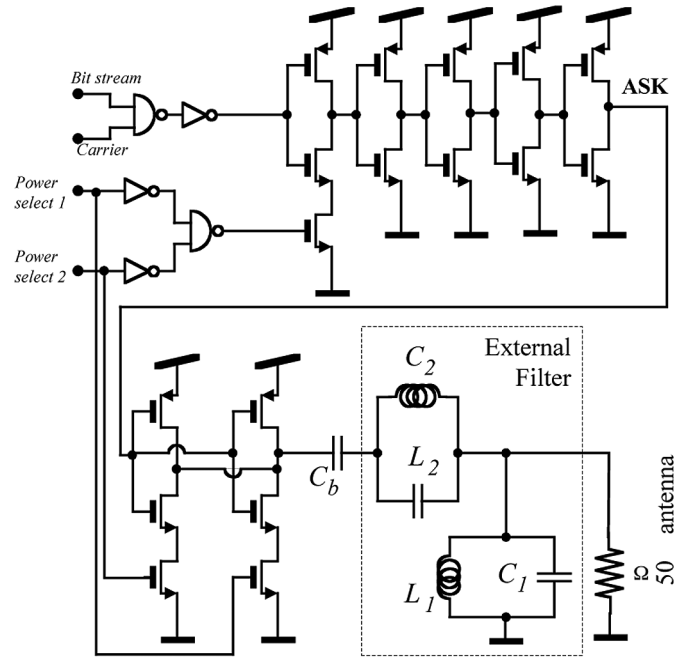 Bit stream
Carrier
ASK
Power
select 1
Power
select 2
External
Filter
C2
L2
Cb
L1
C1
Ω
50
antenna